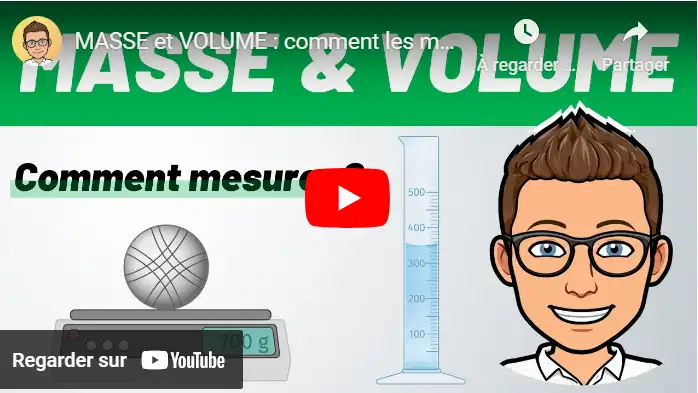 MASSE et VOLUME : comment les m...
MASSE & VOLUME
À regarder ...
Partager
Comment mesure
500
400
300
200
100
700 g
Regarder sur YouTube